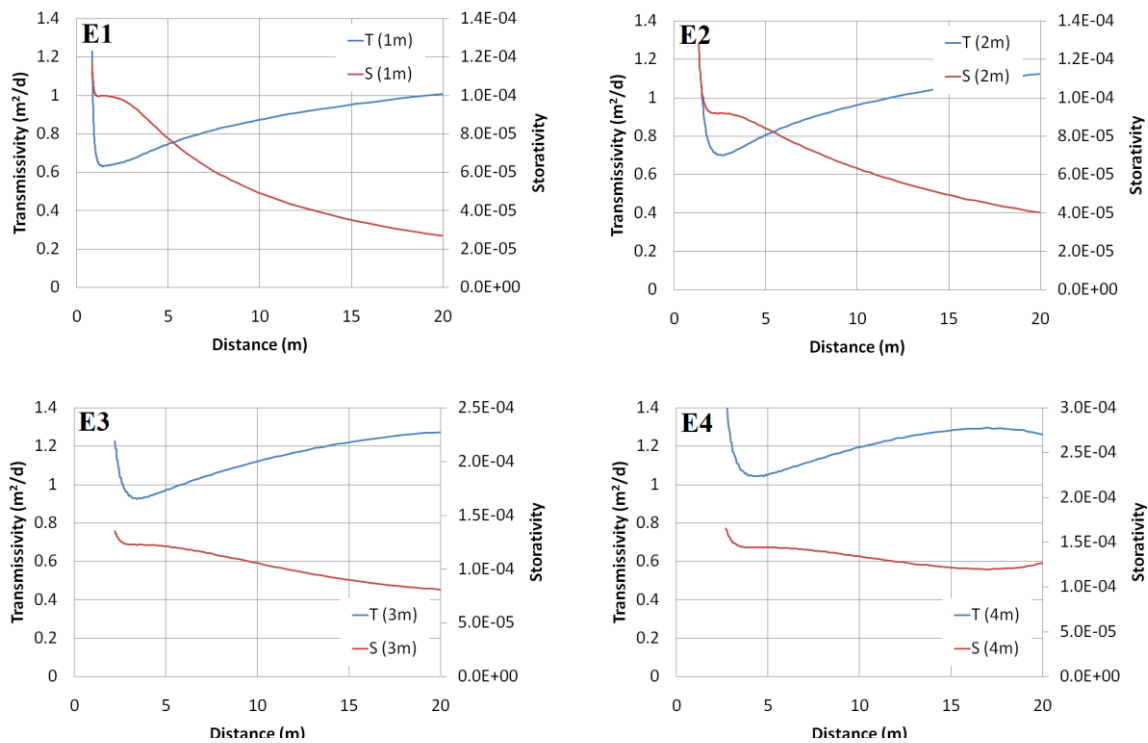 E1
T (1m)
S (1m)
Transmissivity (m²/d)
1.4
1.2
1
0.8
0.6
0.4
0.2
0
1.4E-04
1.2E-04
1.0E-04
8.0E-05
6.0E-05
4.0E-05
2.0E-05
0.0E+00
Storativity
0 5 10 15 20
Distance (m)
E2
T (2m)
S (2m)
Transmissivity (m²/d)
1.4
1.2
1
0.8
0.6
0.4
0.2
0
1.4E-04
1.2E-04
1.0E-04
8.0E-05
6.0E-05
4.0E-05
2.0E-05
0.0E+00
Storativity
0 5 10 15 20
Distance (m)
E3
Transmissivity (m²/d)
1.4
1.2
1
0.8
0.6
0.4
0.2
0
2.5E-04
2.0E-04
1.5E-04
1.0E-04
5.0E-05
0.0E+00
Storativity
T (3m)
S (3m)
0 5 10 15 20
Distance (m)
E4
Transmissivity (m²/d)
1.4
1.2
1
0.8
0.6
0.4
0.2
0
3.0E-04
2.5E-04
2.0E-04
1.5E-04
1.0E-04
5.0E-05
0.0E+00
Storativity
T (4m)
S (4m)
0 5 10 15 20
Distance (m)